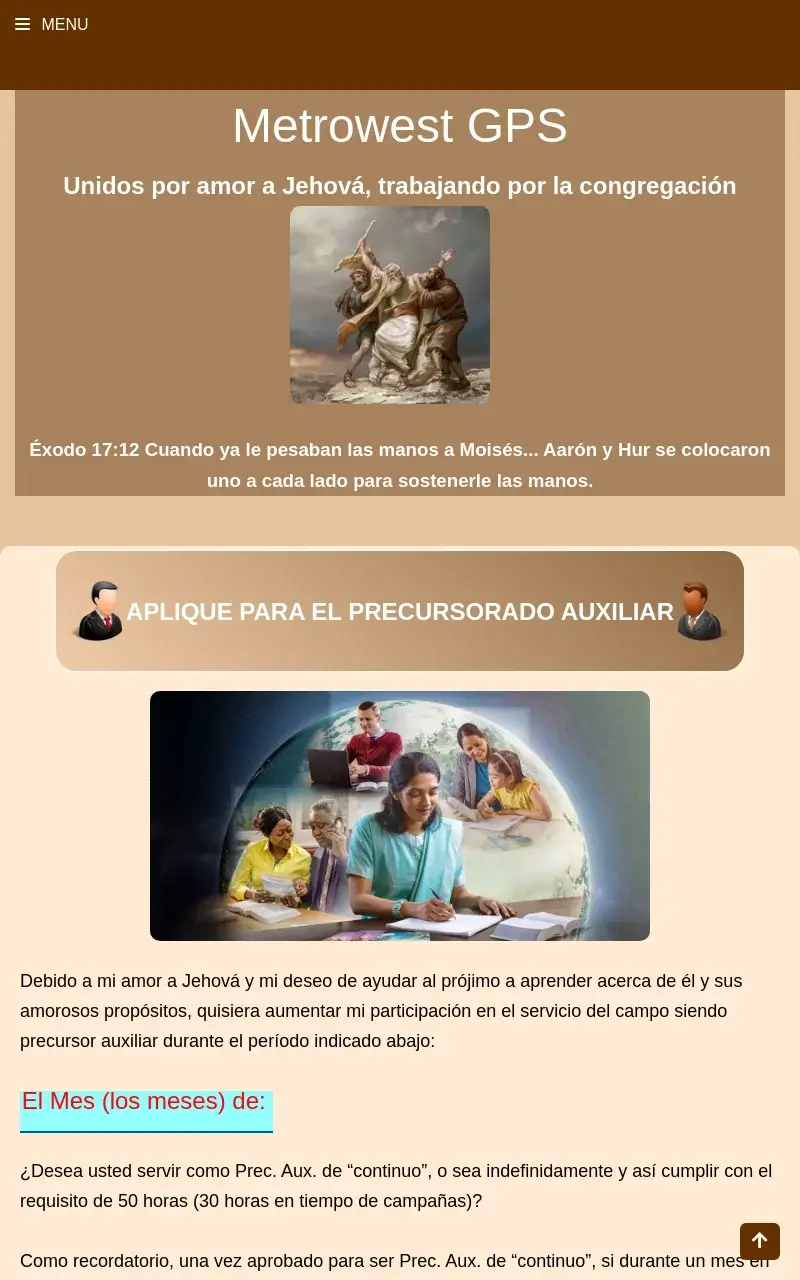 MENU
Metrowest GPS
Unidos por amor a Jehová, trabajando por la congregación
Éxodo 17:12 Cuando ya le pesaban las manos a Moisés... Aarón y Hur se colocaron
uno a cada lado para sostenerle las manos.
APLIQUE PARA EL PRECURSORADO AUXILIAR
Debido a mi amor a Jehová y mi deseo de ayudar al prójimo a aprender acerca de él y sus
amorosos propósitos, quisiera aumentar mi participación en el servicio del campo siendo
precursor auxiliar durante el período indicado abajo:
El Mes (los meses) de:
¿Desea usted servir como Prec. Aux. de “continuo”, o sea indefinidamente y así cumplir con el
requisito de 50 horas (30 horas en tiempo de campañas)?
Como recordatorio, una vez aprobado para ser Prec. Aux. de “continuo”, si durante un mes en